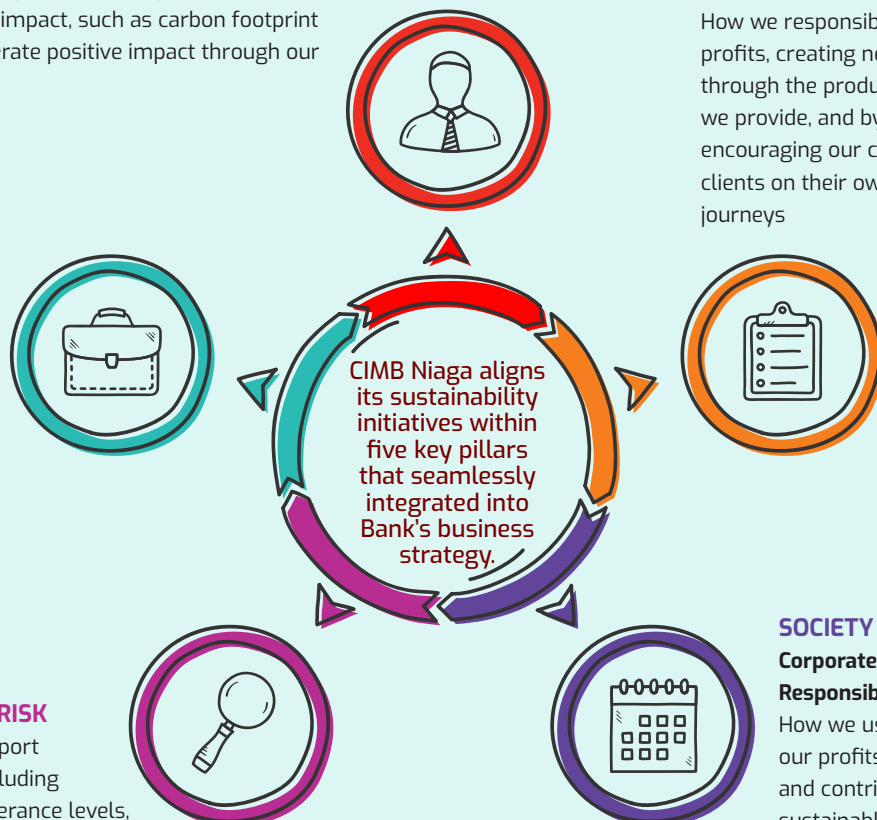 impact, such as carbon footprint
erate positive impact through our
How we responsib
profits, creating ne
through the produ
we provide, and by
encouraging our c
clients on their ow
journeys
CIMB Niaga aligns
its sustainability
initiatives within
five key pillars
that seamlessly
integrated into
Bank's business
strategy.
RISK
port
luding
erance levels,
SOCIETY
Corporate
Responsib
How we us
our profits
and contri
sustainabl